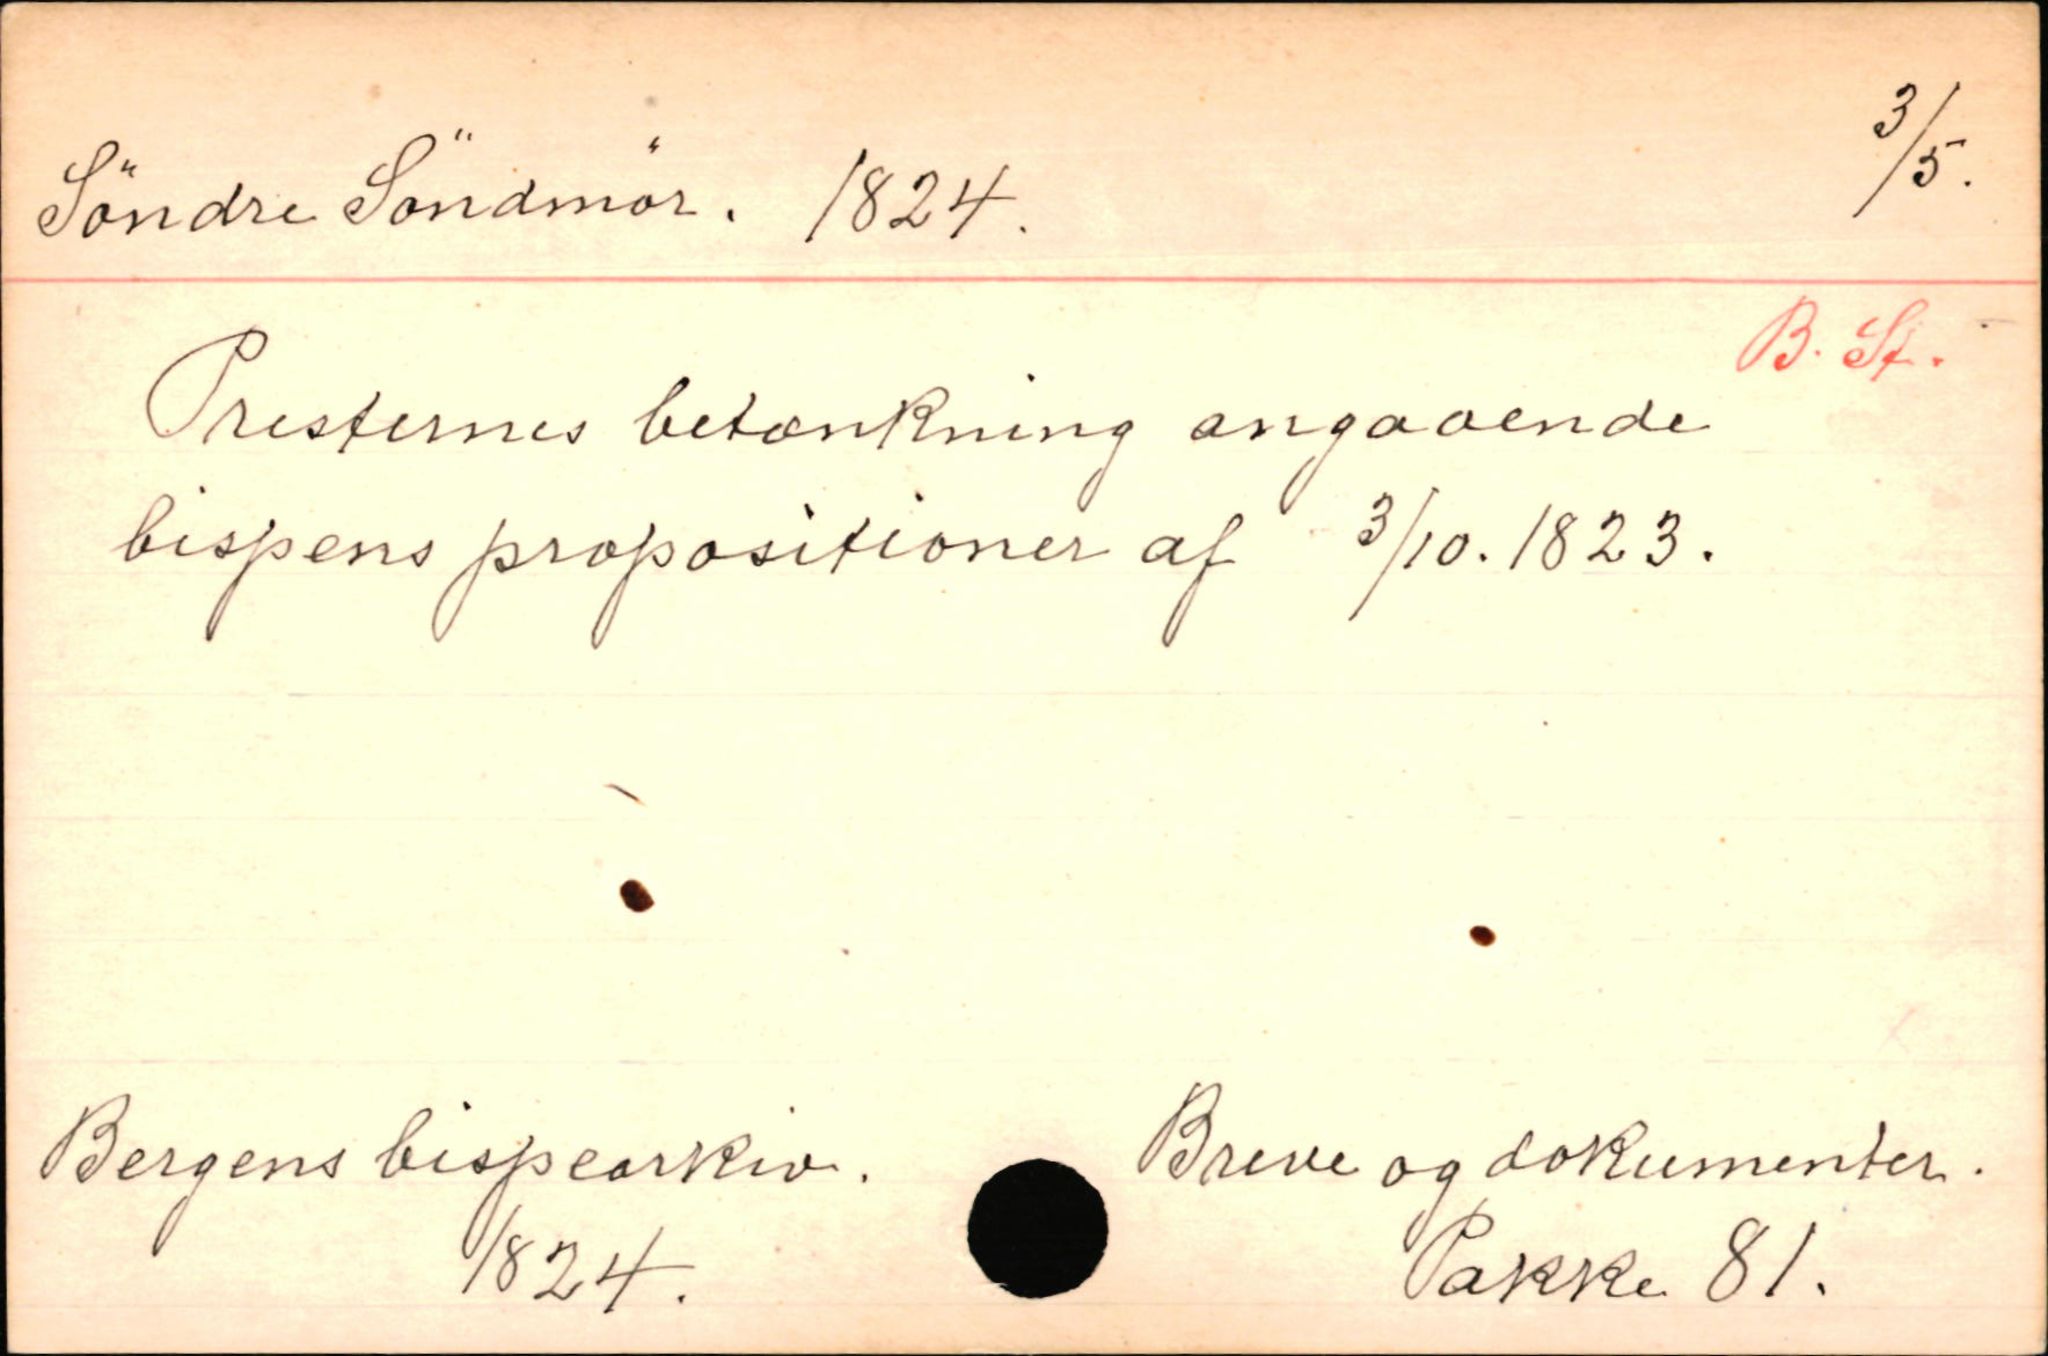 Söndre Söndmör. 1824. 3/5.
B. St.
Presternes betænkning angaaende
bispens propositioner af 3/10. 1823.
Bergens bispearkiv. Breve og dokumenter.
1824. Pakke 81.